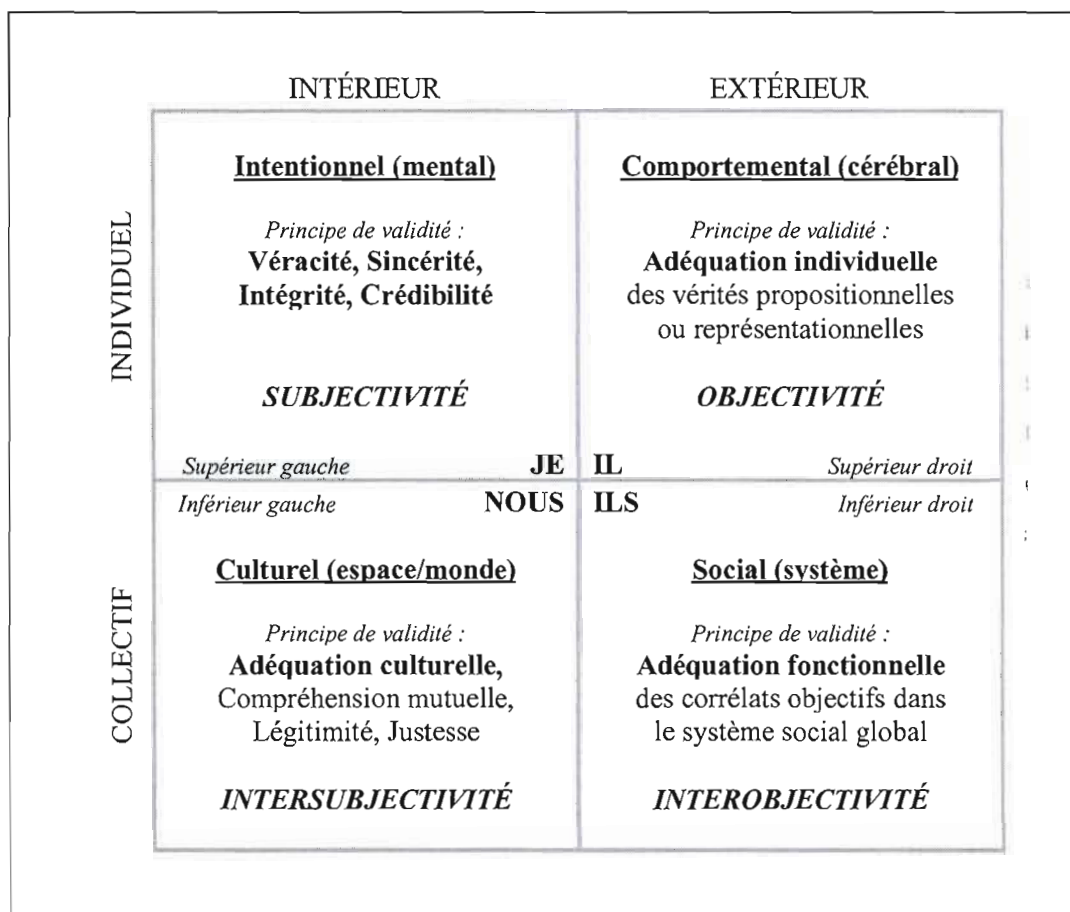 INTÉRIEUR
EXTÉRIEUR
INDIVIDUEL
Intentionnel (mental)
Principe de validité :
Véracité, Sincérité,
Intégrité, Crédibilité
SUBJECTIVITÉ
Supérieur gauche
JE
Comportemental (cérébral)
Principe de validité :
Adéquation individuelle
des vérités propositionnelles
ou représentationnelles
OBJECTIVITÉ
IL
Supérieur droit
COLLECTIF
Inférieur gauche
NOUS
Culturel (espace/monde)
Principe de validité :
Adéquation culturelle,
Compréhension mutuelle,
Légitimité, Justesse
INTERSUBJECTIVITÉ
ILS
Inférieur droit
Social (système)
Principe de validité :
Adéquation fonctionnelle
des corrélats objectifs dans
le système social global
INTEROBJECTIVITÉ